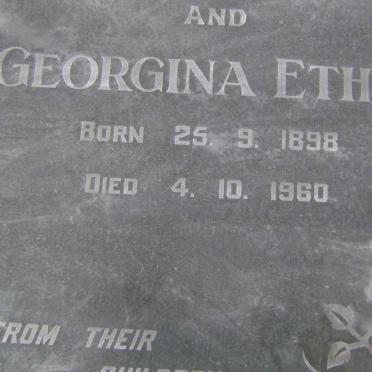 AND
GEORGINA ETH
BORN 25. 9. 1898
DIED 4. 10. 1960
FROM THEIR